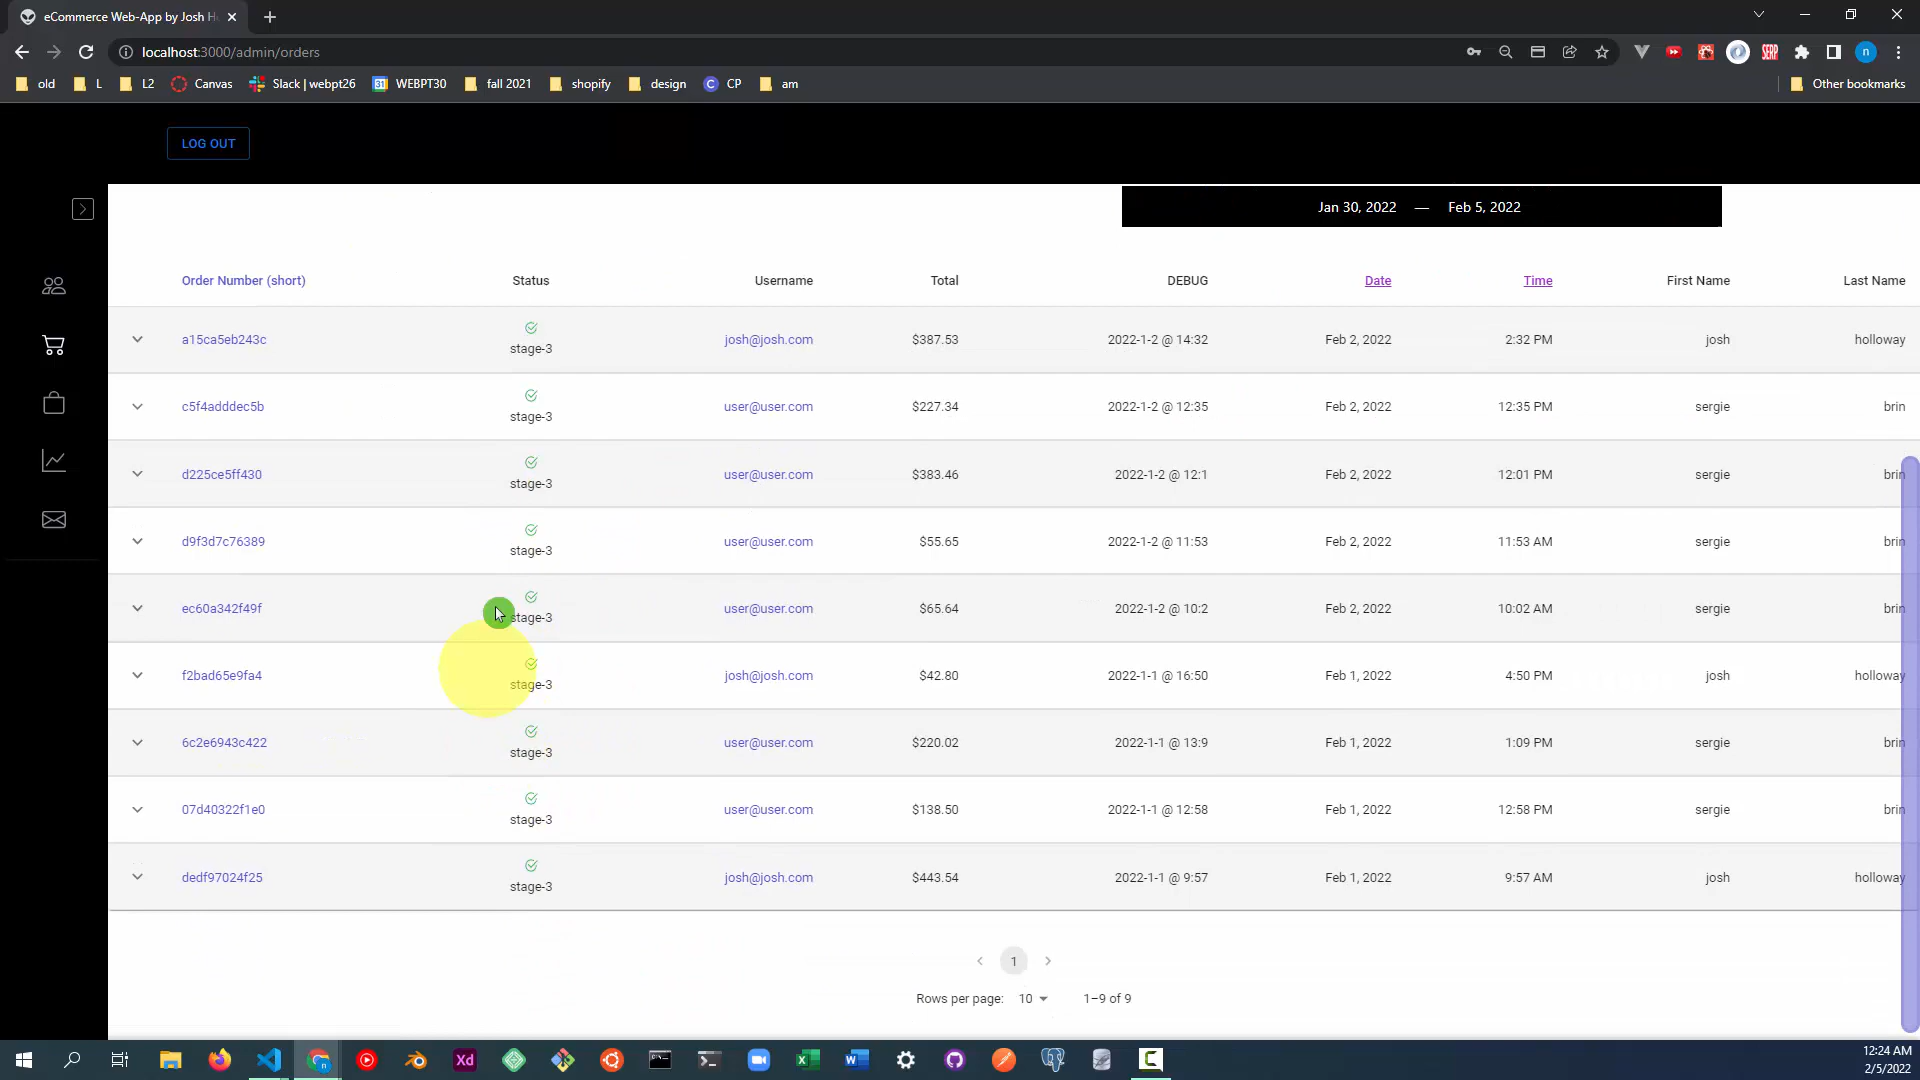 eCommerce Web-App by Josh H
localhost:3000/admin/orders
old L L2 Canvas Slack | webpt26 31 WEBPT30 fall 2021 shopify design C CP am Other bookmarks
LOG OUT
Jan 30, 2022 — Feb 5, 2022
Order Number (short) Status Username Total DEBUG Date Time First Name Last Name
a15ca5eb243c stage-3 josh@josh.com $387.53 2022-1-2 @ 14:32 Feb 2, 2022 2:32 PM josh holloway
c5f4adddec5b stage-3 user@user.com $227.34 2022-1-2 @ 12:35 Feb 2, 2022 12:35 PM sergie brin
d225ce5ff430 stage-3 user@user.com $383.46 2022-1-2 @ 12:1 Feb 2, 2022 12:01 PM sergie brin
d9f3d7c76389 stage-3 user@user.com $55.65 2022-1-2 @ 11:53 Feb 2, 2022 11:53 AM sergie brin
ec60a342f49f stage-3 user@user.com $65.64 2022-1-2 @ 10:2 Feb 2, 2022 10:02 AM sergie brin
f2bad65e9fa4 stage-3 josh@josh.com $42.80 2022-1-1 @ 16:50 Feb 1, 2022 4:50 PM josh holloway
6c2e6943c422 stage-3 user@user.com $220.02 2022-1-1 @ 13:9 Feb 1, 2022 1:09 PM sergie brin
07d40322f1e0 stage-3 user@user.com $138.50 2022-1-1 @ 12:58 Feb 1, 2022 12:58 PM sergie brin
dedf97024f25 stage-3 josh@josh.com $443.54 2022-1-1 @ 9:57 Feb 1, 2022 9:57 AM josh holloway
1
Rows per page: 10 1–9 of 9
12:24 AM
2/5/2022